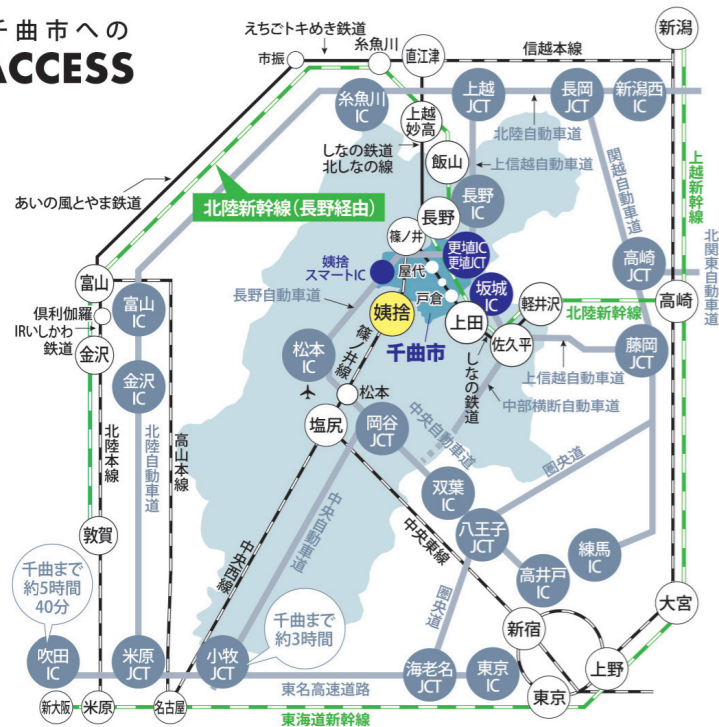 千曲市への
ACCESS
えちごトキめき鉄道
市振
糸魚川
直江津
信越本線
新潟
糸魚川
IC
上越
妙高
上越
JCT
長岡
JCT
新潟西
IC
北陸自動車道
しなの鉄道
北しなの線
飯山
上信越自動車道
関越自動車道
上越新幹線
あいの風とやま鉄道
北陸新幹線(長野経由)
長野
IC
長野
篠ノ井
更埴IC
更埴JCT
姨捨
スマートIC
屋代
戸倉
坂城
IC
高崎
JCT
北関東自動車道
富山
富山
IC
長野自動車道
姨捨
千曲市
上田
軽井沢
北陸新幹線
高崎
倶利伽羅
IRいしかわ
鉄道
金沢
金沢
IC
松本
IC
篠ノ井線
しなの鉄道
佐久平
上信越自動車道
藤岡
JCT
松本
中部横断自動車道
塩尻
岡谷
JCT
中央自動車道
北陸本線
北陸自動車道
高山本線
圏央道
双葉
IC
中央自動車道
中央西線
中央東線
八王子
JCT
高井戸
IC
練馬
IC
敦賀
千曲まで
約5時間
40分
千曲まで
約3時間
圏央道
大宮
新宿
上野
吹田
IC
米原
JCT
小牧
JCT
海老名
JCT
東京
IC
東名高速道路
東京
新大阪
米原
名古屋
東海道新幹線